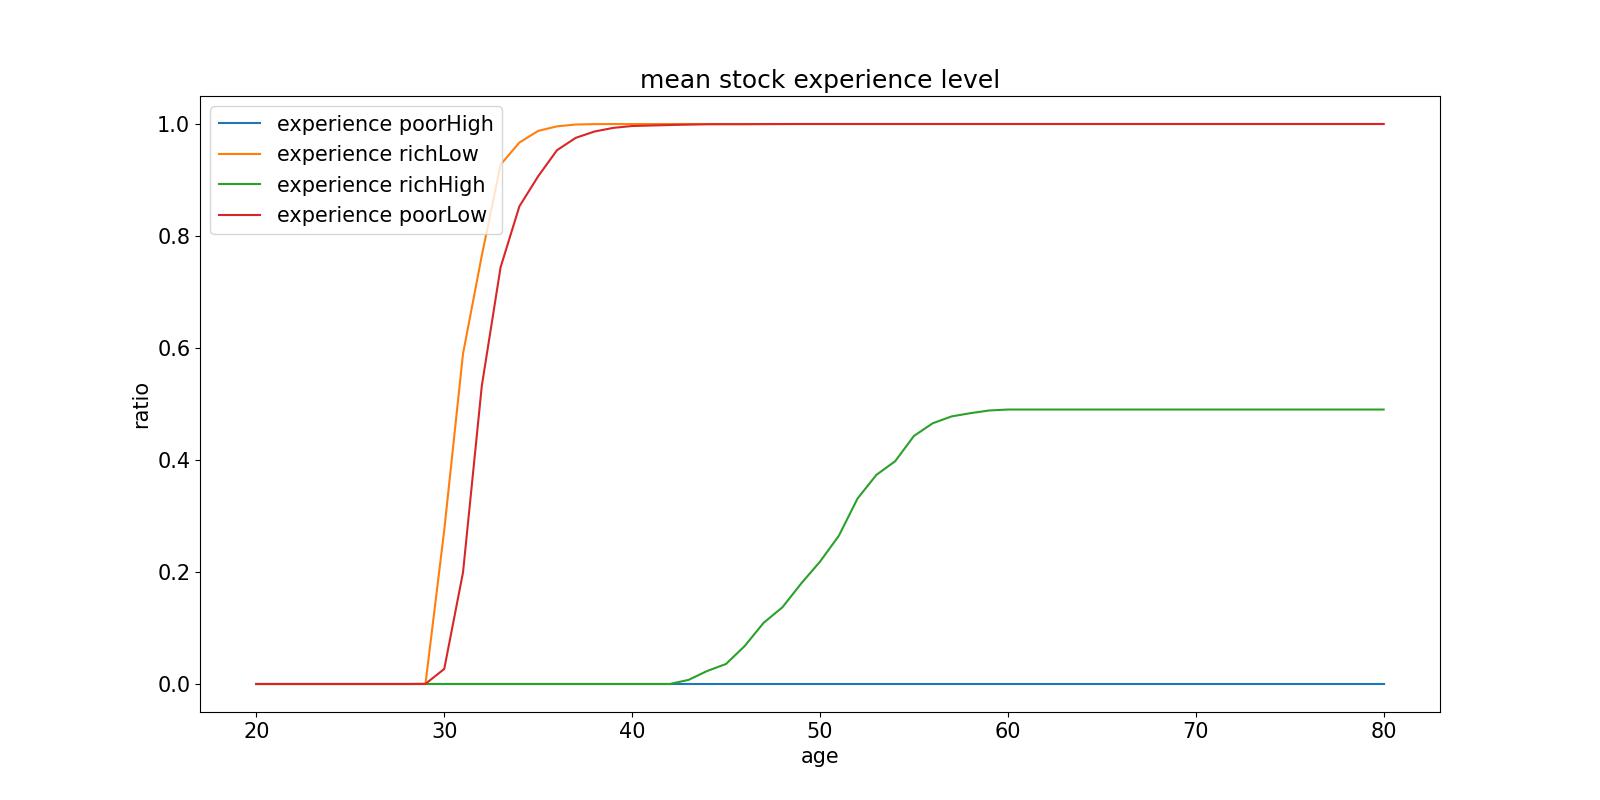 mean stock experience level
experience poorHigh
experience richLow
experience richHigh
experience poorLow
1.0
0.8
0.6
0.4
0.2
0.0
ratio
20 30 40 50 60 70 80
age